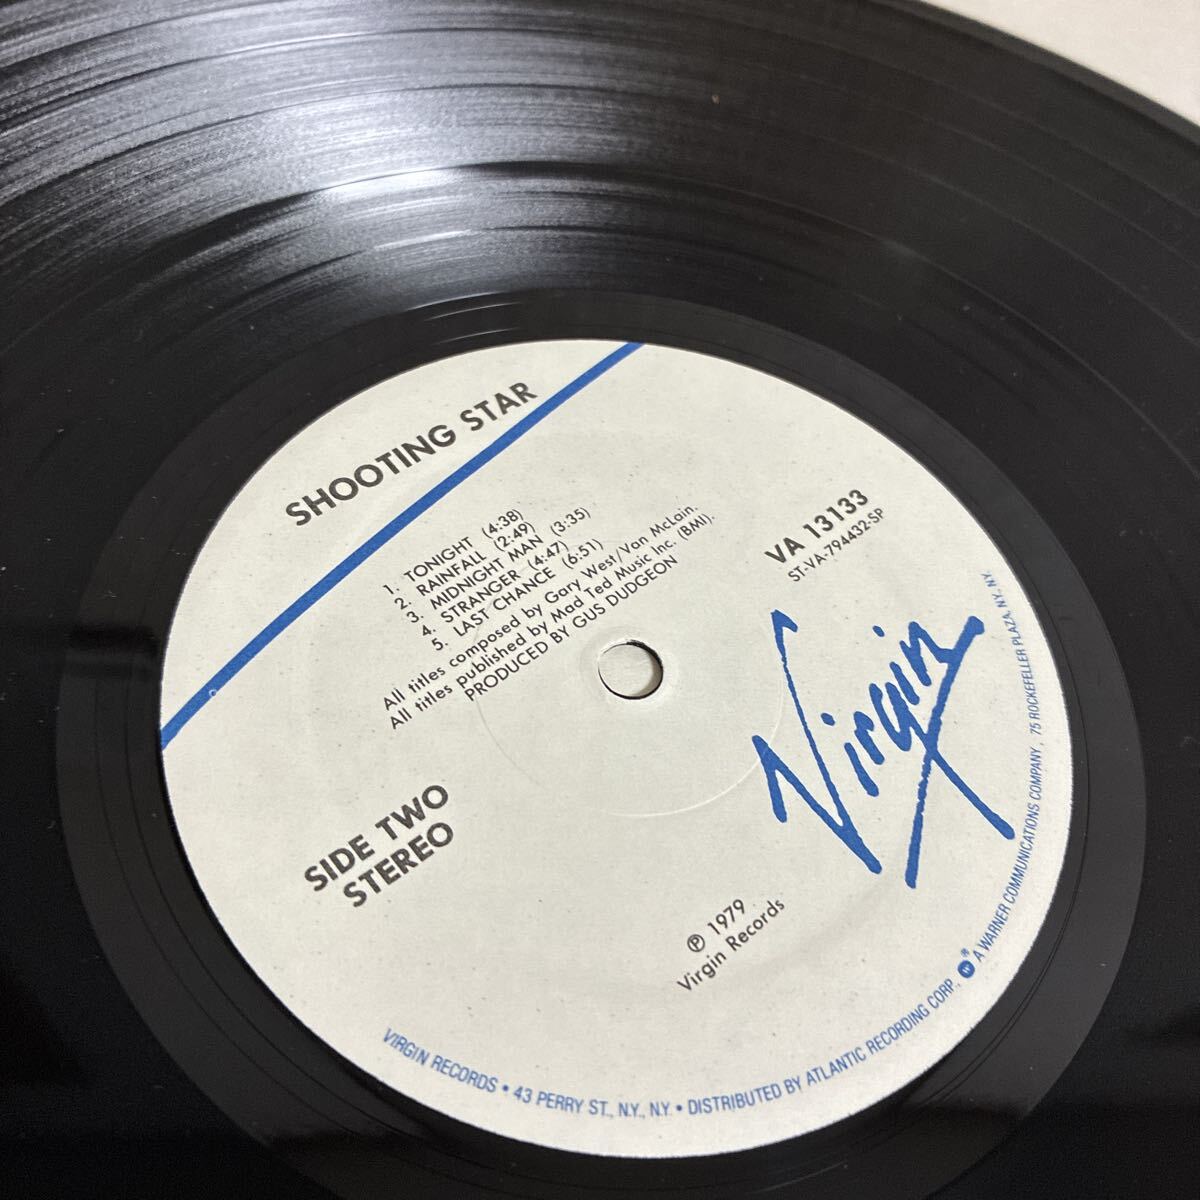 SHOOTING STAR
1. TONIGHT (4:38)
2. RAINFALL (2:49)
3. MIDNIGHT MAN (3:35)
4. STRANGER (4:47)
5. LAST CHANCE (6:51)
All titles composed by Gary West/Van McLain.
All titles published by Mad Ted Music Inc. (BMI).
PRODUCED BY GUS DUDGEON
VA 13133
ST-VA-794432-SP
SIDE TWO
STEREO
Virgin
℗ 1979
Virgin Records
VIRGIN RECORDS • 43 PERRY ST., N.Y., N.Y. • DISTRIBUTED BY ATLANTIC RECORDING CORP., ⓦ® A WARNER COMMUNICATIONS COMPANY, 75 ROCKEFELLER PLAZA, N.Y. N.Y.